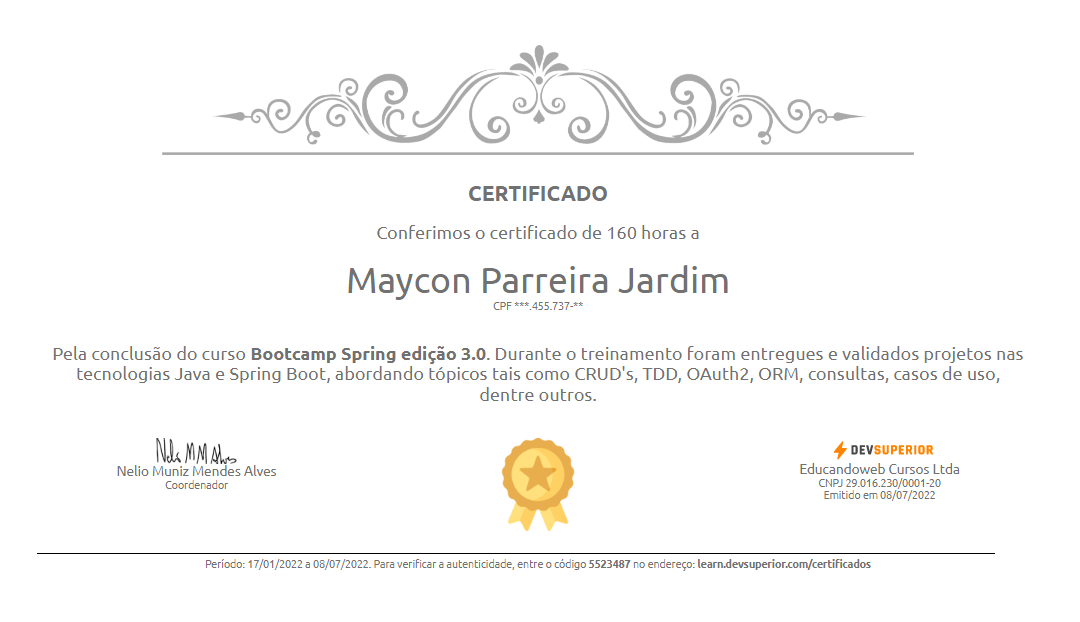 CERTIFICADO
Conferimos o certificado de 160 horas a
Maycon Parreira Jardim
CPF ***.455.737-**
Pela conclusão do curso Bootcamp Spring edição 3.0. Durante o treinamento foram entregues e validados projetos nas
tecnologias Java e Spring Boot, abordando tópicos tais como CRUD's, TDD, OAuth2, ORM, consultas, casos de uso,
dentre outros.
Nelio M M Alves
Nelio Muniz Mendes Alves
Coordenador
DEVSUPERIOR
Educandoweb Cursos Ltda
CNPJ 29.016.230/0001-20
Emitido em 08/07/2022
Período: 17/01/2022 a 08/07/2022. Para verificar a autenticidade, entre o código 5523487 no endereço: learn.devsuperior.com/certificados